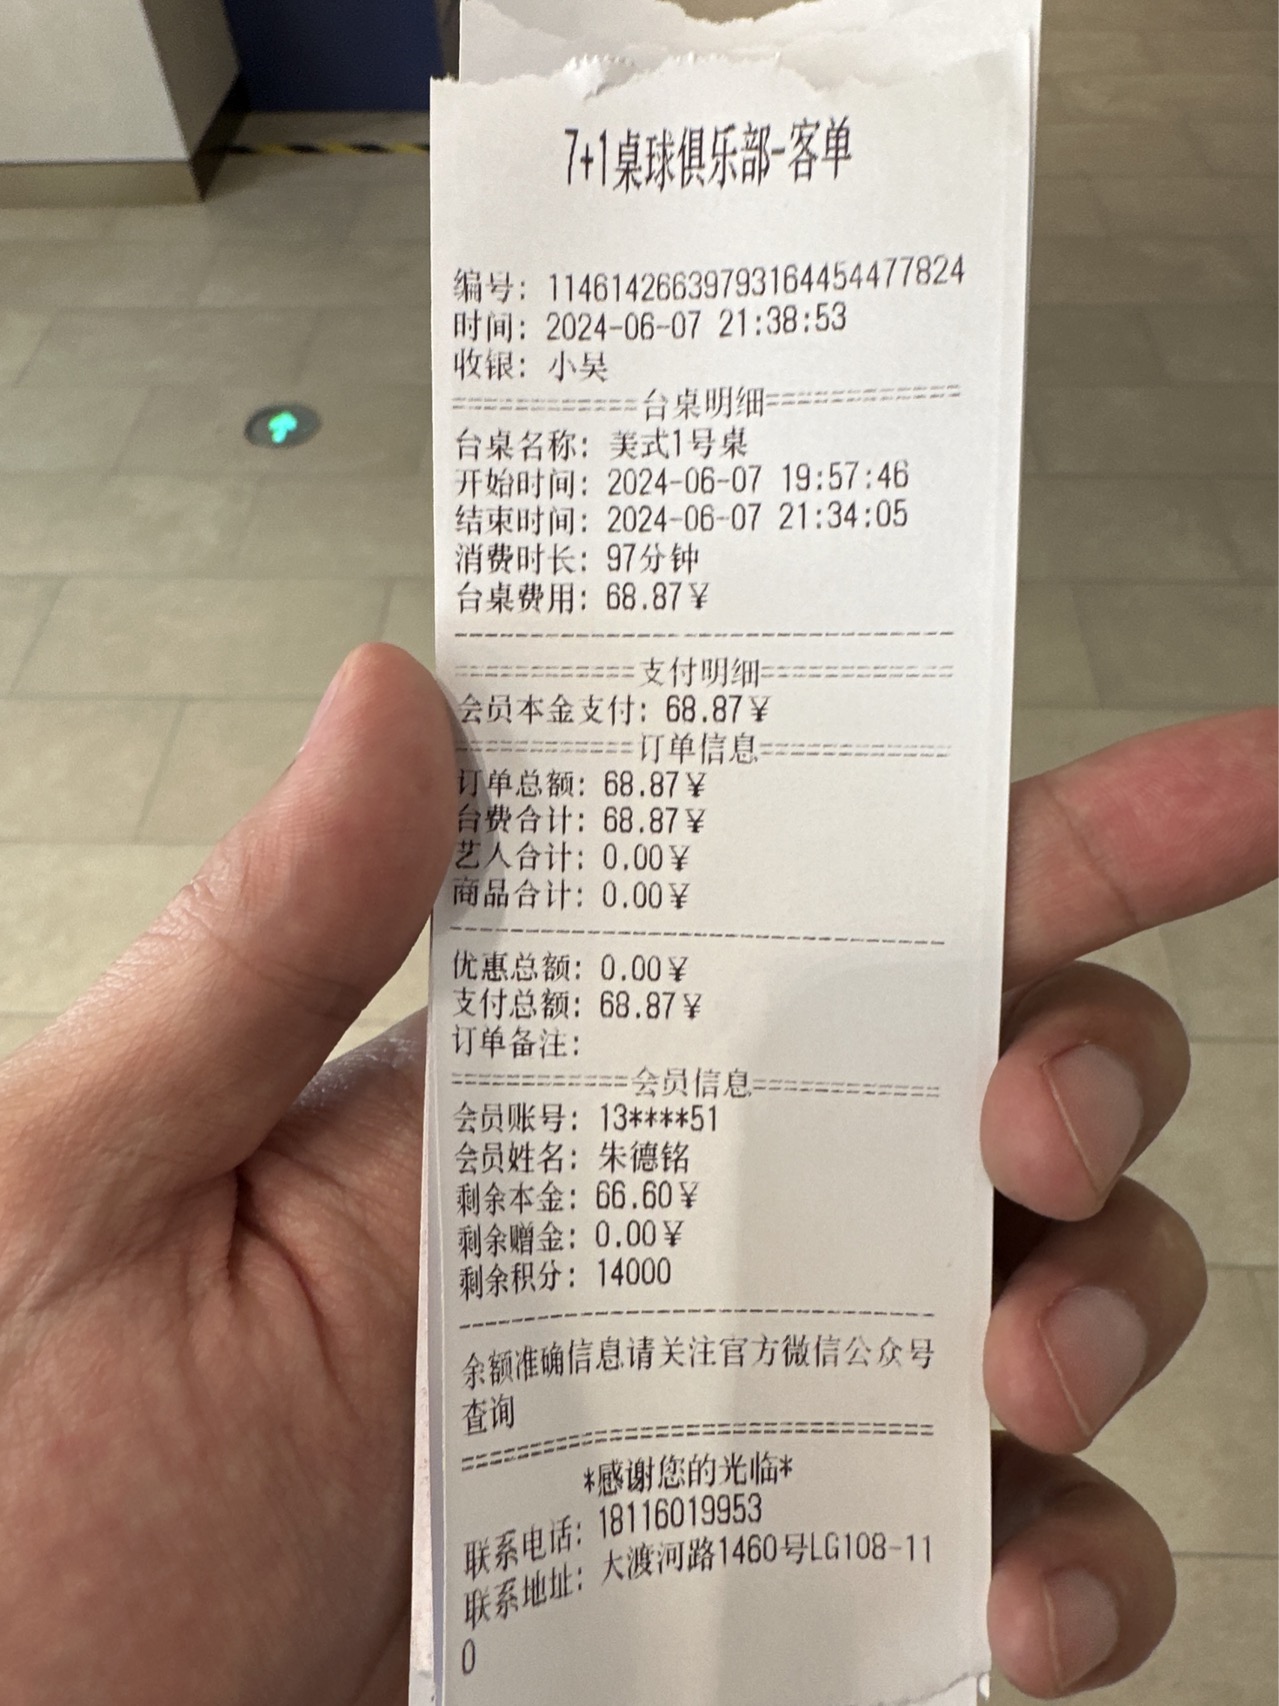 7+1桌球俱乐部-客单
编号: 1146142663979316445447​7824
时间: 2024-06-07 21:38:53
收银: 小吴
============台桌明细=============
台桌名称: 美式1号桌
开始时间: 2024-06-07 19:57:46
结束时间: 2024-06-07 21:34:05
消费时长: 97分钟
台桌费用: 68.87¥
--------------------------------
============支付明细=============
会员本金支付: 68.87¥
============订单信息=============
订单总额: 68.87¥
台费合计: 68.87¥
艺人合计: 0.00¥
商品合计: 0.00¥
--------------------------------
优惠总额: 0.00¥
支付总额: 68.87¥
订单备注:
============会员信息=============
会员账号: 13****51
会员姓名: 朱德铭
剩余本金: 66.60¥
剩余赠金: 0.00¥
剩余积分: 14000
--------------------------------
余额准确信息请关注官方微信公众号
查询
================================
*感谢您的光临*
联系电话: 18116019953
联系地址: 大渡河路1460号LG108-11
0